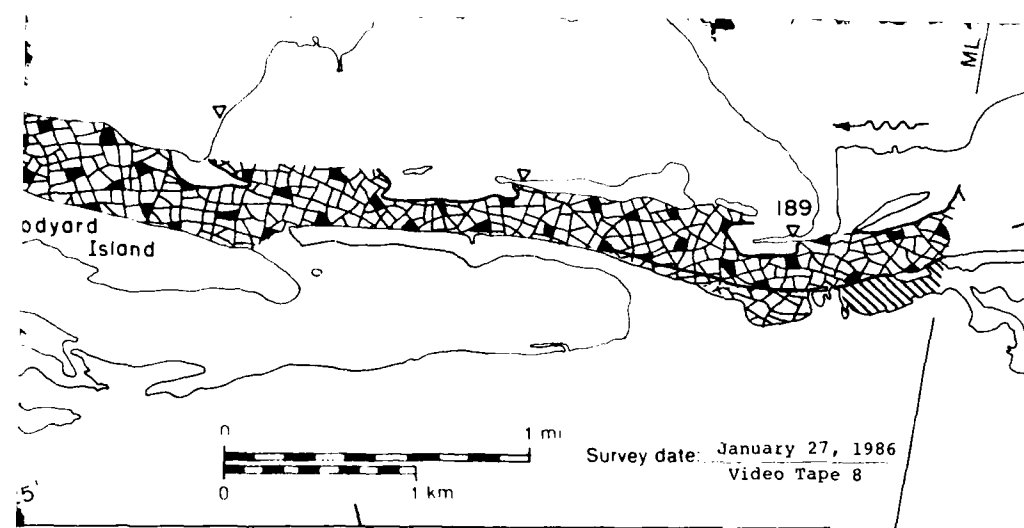 ML
189
odyard
Island
0 1 mi
Survey date: January 27, 1986
Video Tape 8
0 1 km
5'